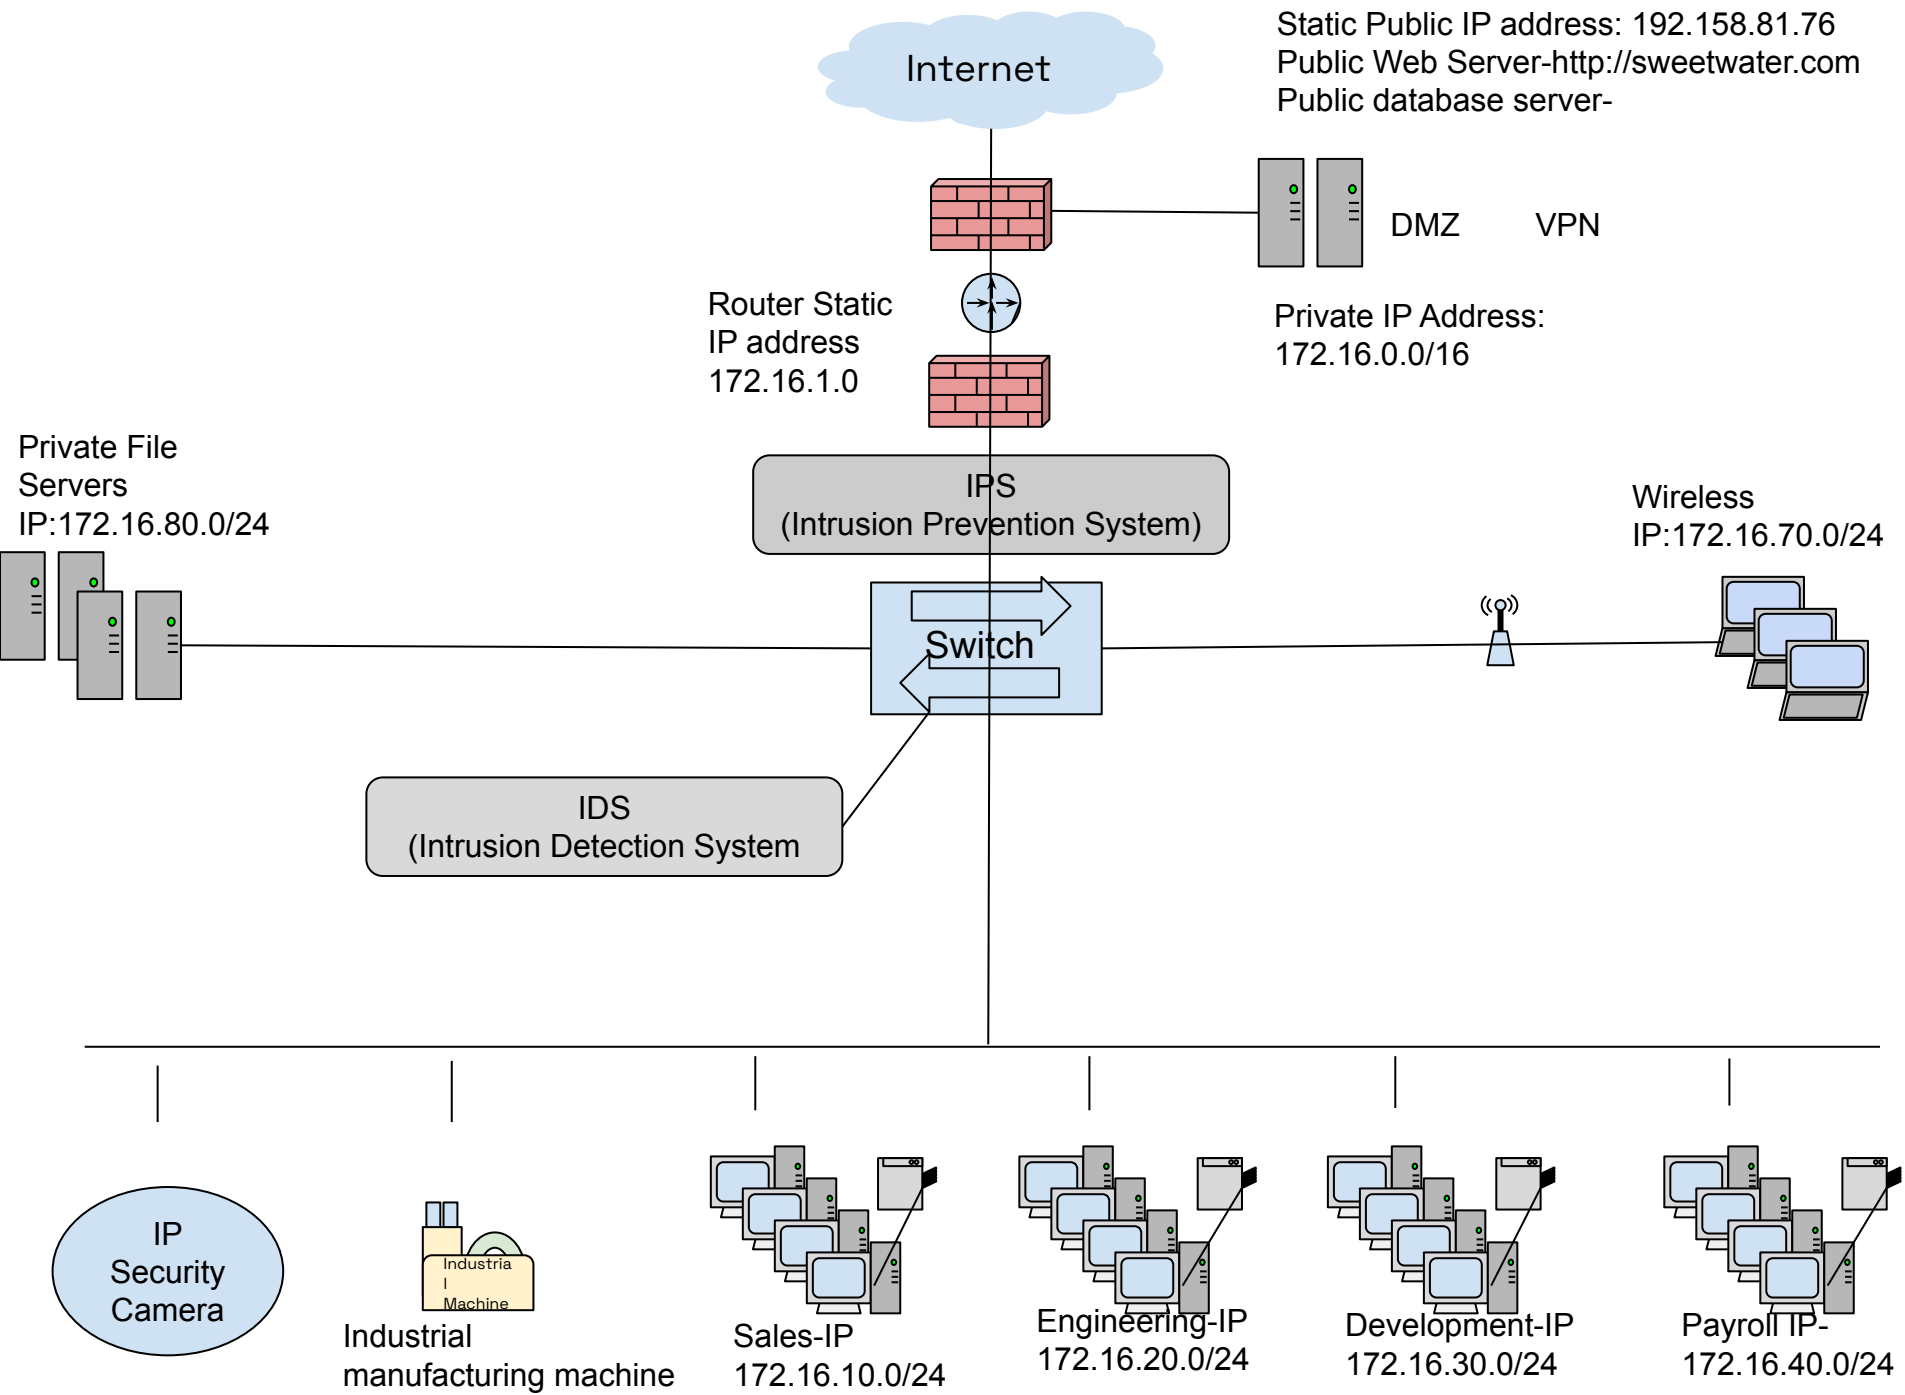 Internet
Static Public IP address: 192.158.81.76
Public Web Server-http://sweetwater.com
Public database server-
DMZ
VPN
Router Static
IP address
172.16.1.0
Private IP Address:
172.16.0.0/16
Private File
Servers
IP:172.16.80.0/24
IPS
(Intrusion Prevention System)
Wireless
IP:172.16.70.0/24
Switch
IDS
(Intrusion Detection System
IP
Security
Camera
Industria
l
Machine
Industrial
manufacturing machine
Sales-IP
172.16.10.0/24
Engineering-IP
172.16.20.0/24
Development-IP
172.16.30.0/24
Payroll IP-
172.16.40.0/24